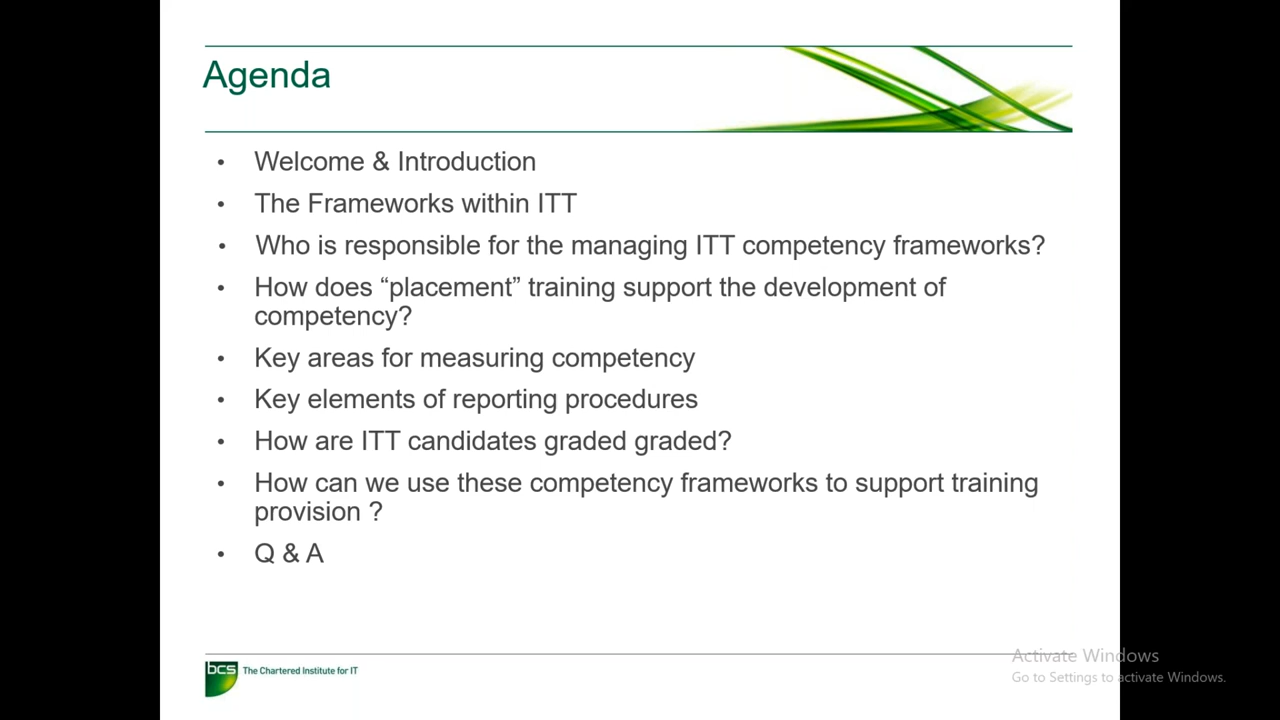 Agenda
• Welcome & Introduction
• The Frameworks within ITT
• Who is responsible for the managing ITT competency frameworks?
• How does “placement” training support the development of
competency?
• Key areas for measuring competency
• Key elements of reporting procedures
• How are ITT candidates graded graded?
• How can we use these competency frameworks to support training
provision ?
• Q & A
bcs The Chartered Institute for IT
Activate Windows
Go to Settings to activate Windows.